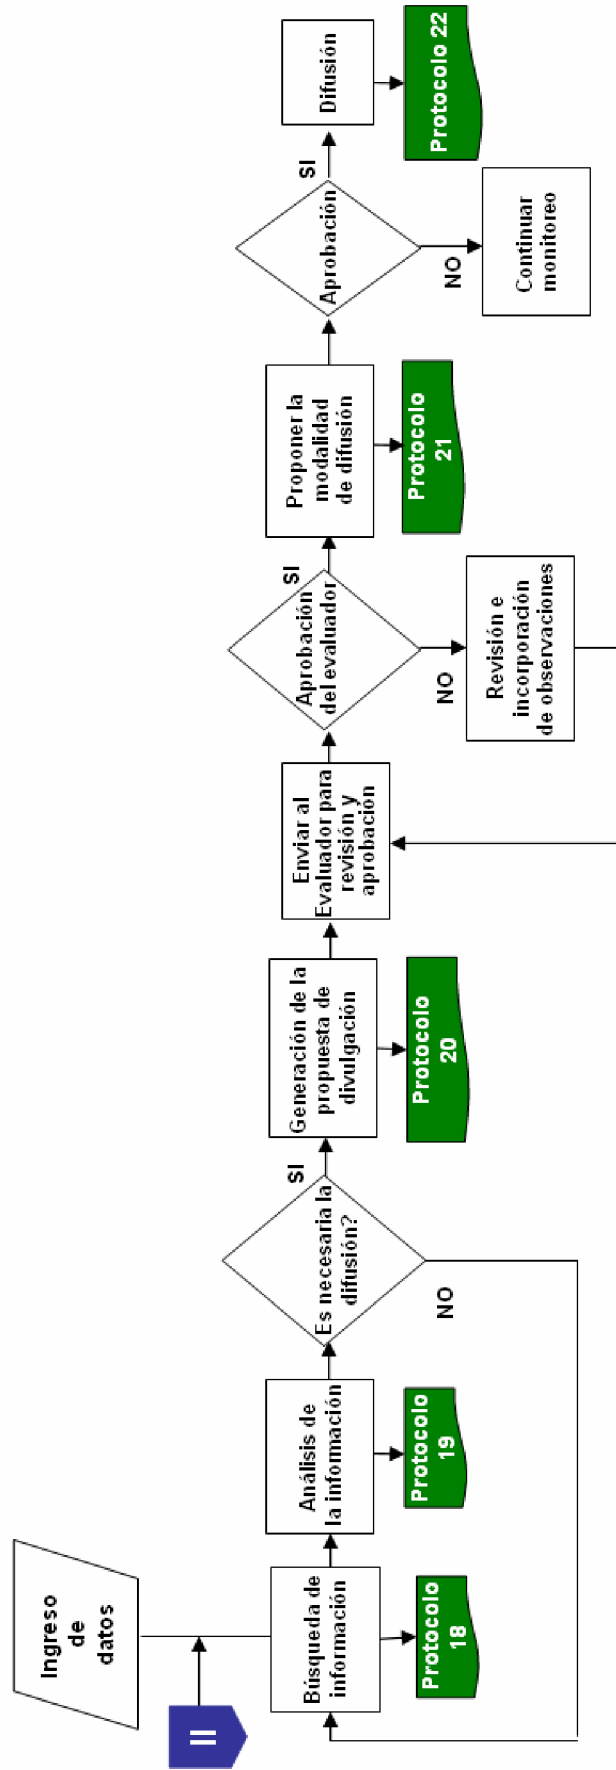 Ingreso
de
datos
II
Búsqueda de
información
Protocolo
18
Análisis de
la información
Protocolo
19
Es necesaria la
difusión?
SI
NO
Generación de la
propuesta de
divulgación
Protocolo
20
Enviar al
Evaluador para
revisión y
aprobación
Aprobación
del evaluador
SI
NO
Revisión e
incorporación
de observaciones
Proponer la
modalidad
de difusión
Protocolo
21
Aprobación
SI
NO
Continuar
monitoreo
Difusión
Protocolo 22